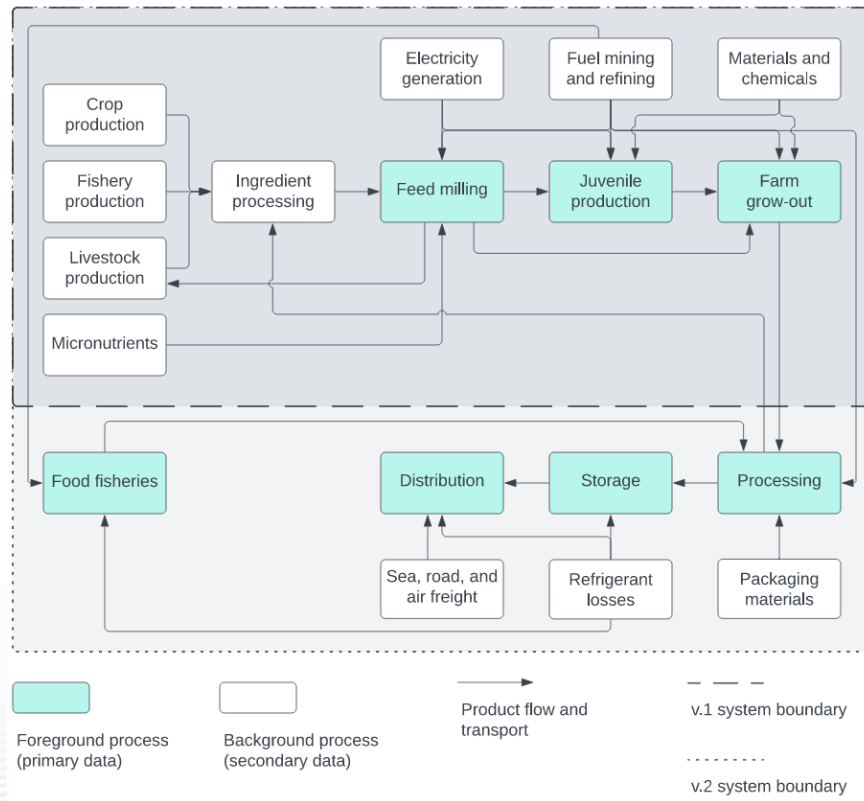 Electricity
generation
Fuel mining
and refining
Materials and
chemicals
Crop
production
Fishery
production
Ingredient
processing
Feed milling
Juvenile
production
Farm
grow-out
Livestock
production
Micronutrients
Food fisheries
Distribution
Storage
Processing
Sea, road, and
air freight
Refrigerant
losses
Packaging
materials
Foreground process
(primary data)
Background process
(secondary data)
Product flow and
transport
v.1 system boundary
v.2 system boundary